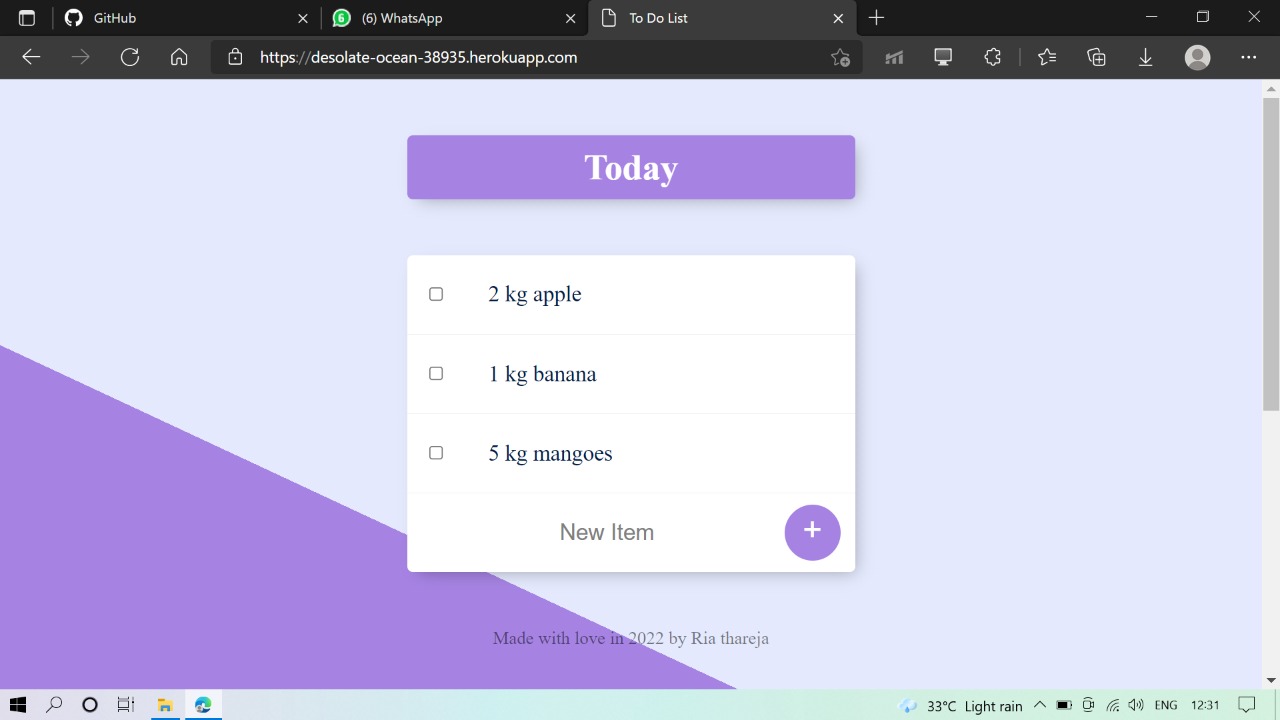 GitHub
6
(6) WhatsApp
To Do List
https://desolate-ocean-38935.herokuapp.com
Today
2 kg apple
1 kg banana
5 kg mangoes
New Item
+
Made with love in 2022 by Ria thareja
33°C Light rain
ENG
12:31